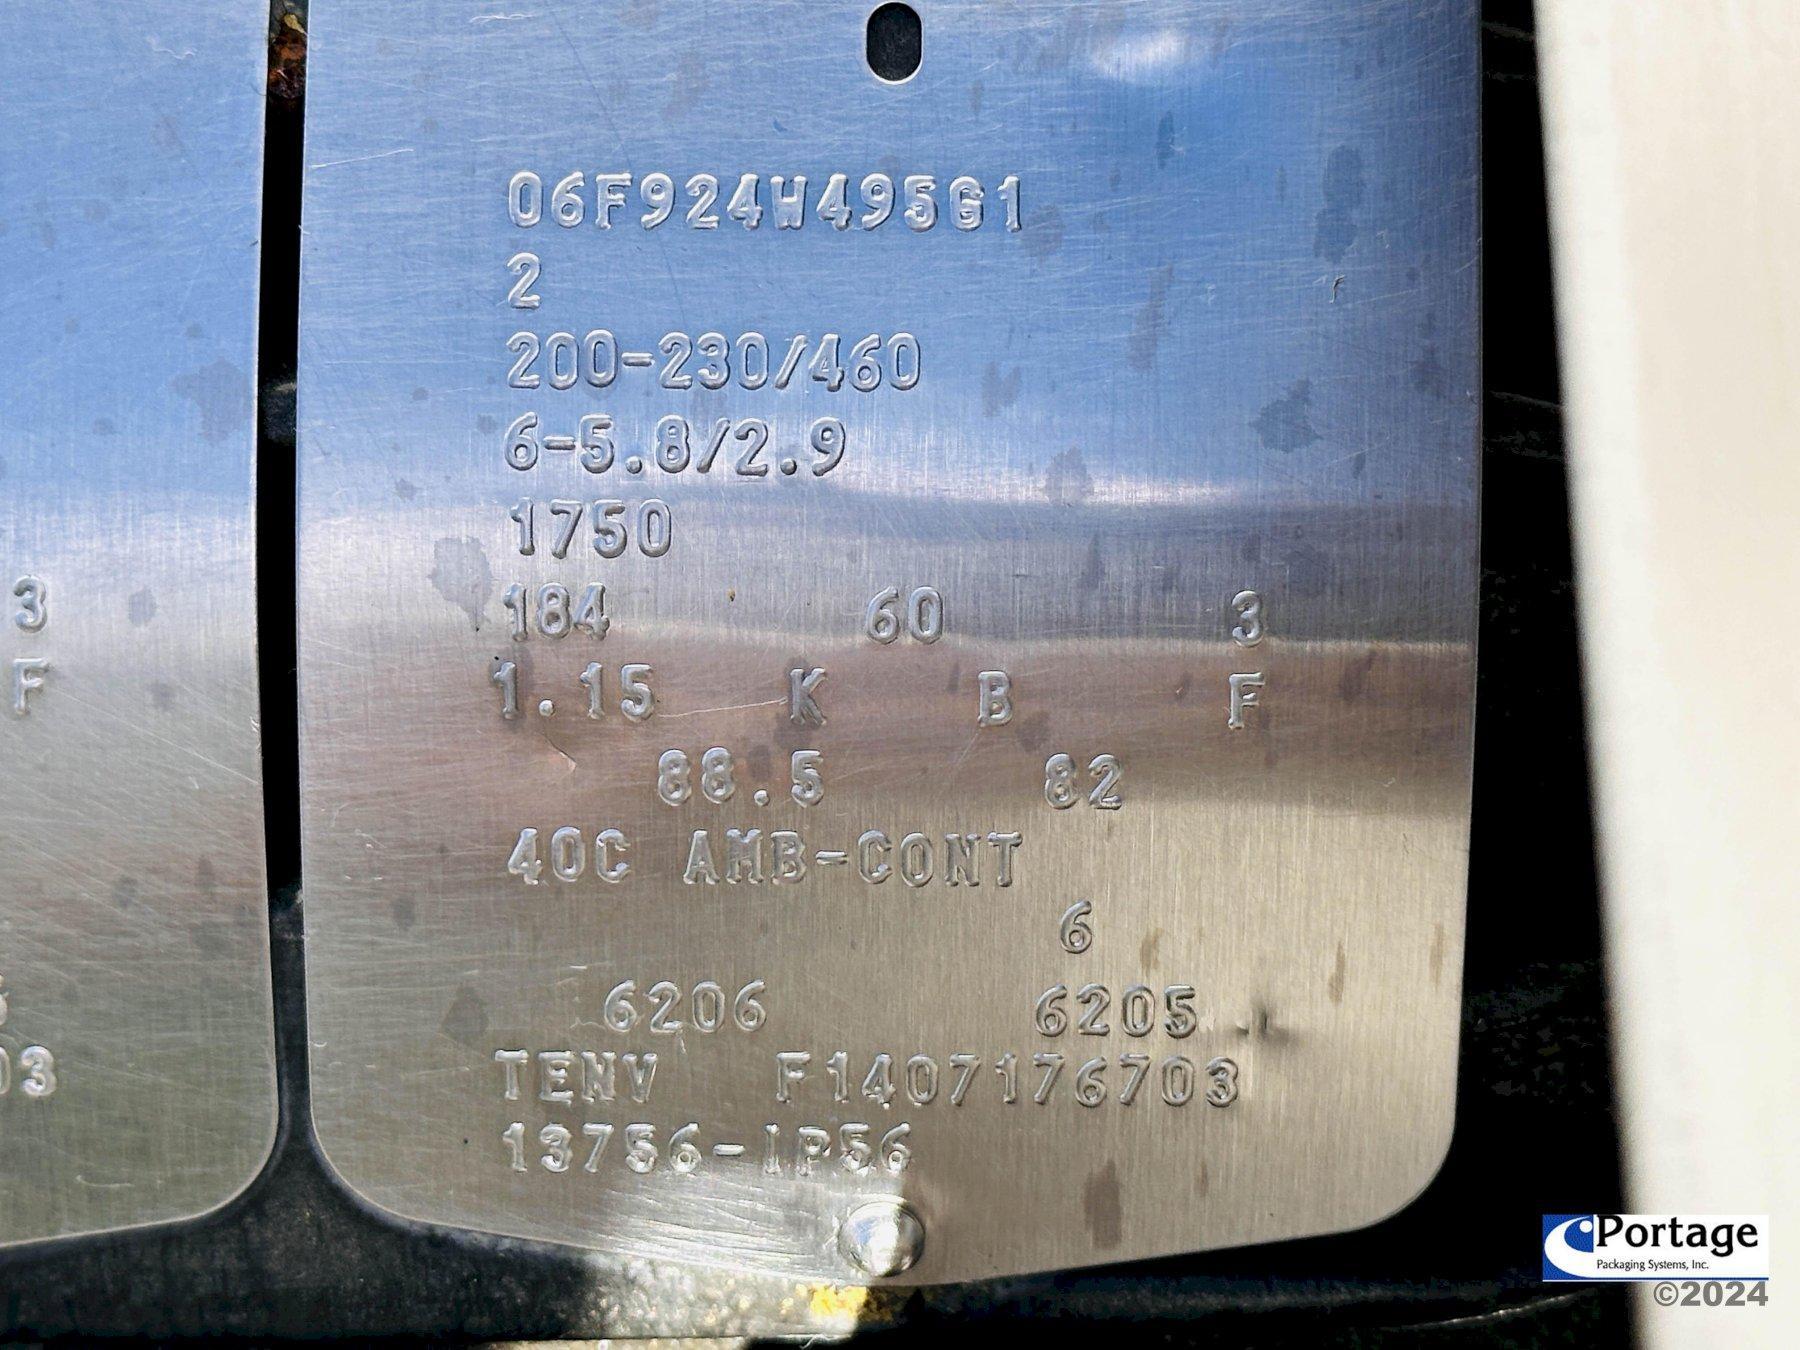 06F924W495G1
2
200-230/460
6-5.8/2.9
1750
184 60 3
1.15 K B F
88.5 82
40C AMB-CONT
6
6206 6205
TENV F1407176703
13756-IP56
3
F
03
Portage
Packaging Systems, Inc.
©2024